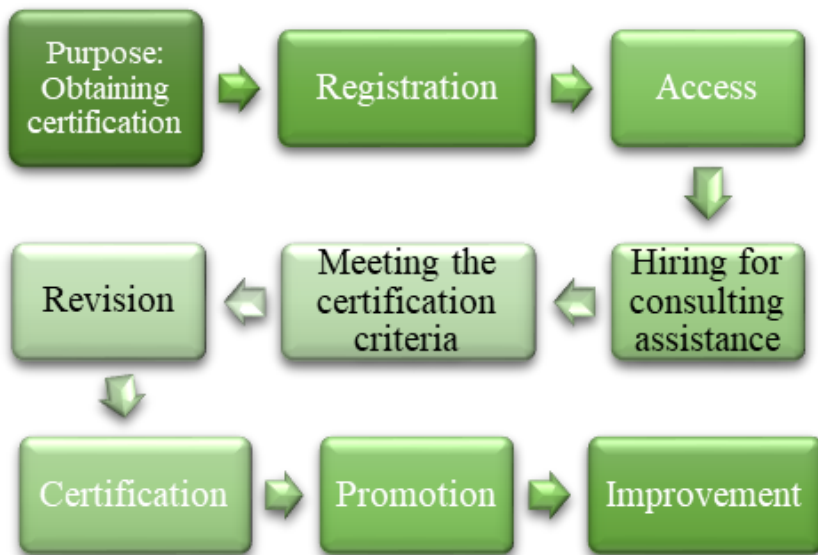 Purpose:
Obtaining
certification
Registration
Access
Hiring for
consulting
assistance
Meeting the
certification
criteria
Revision
Certification
Promotion
Improvement